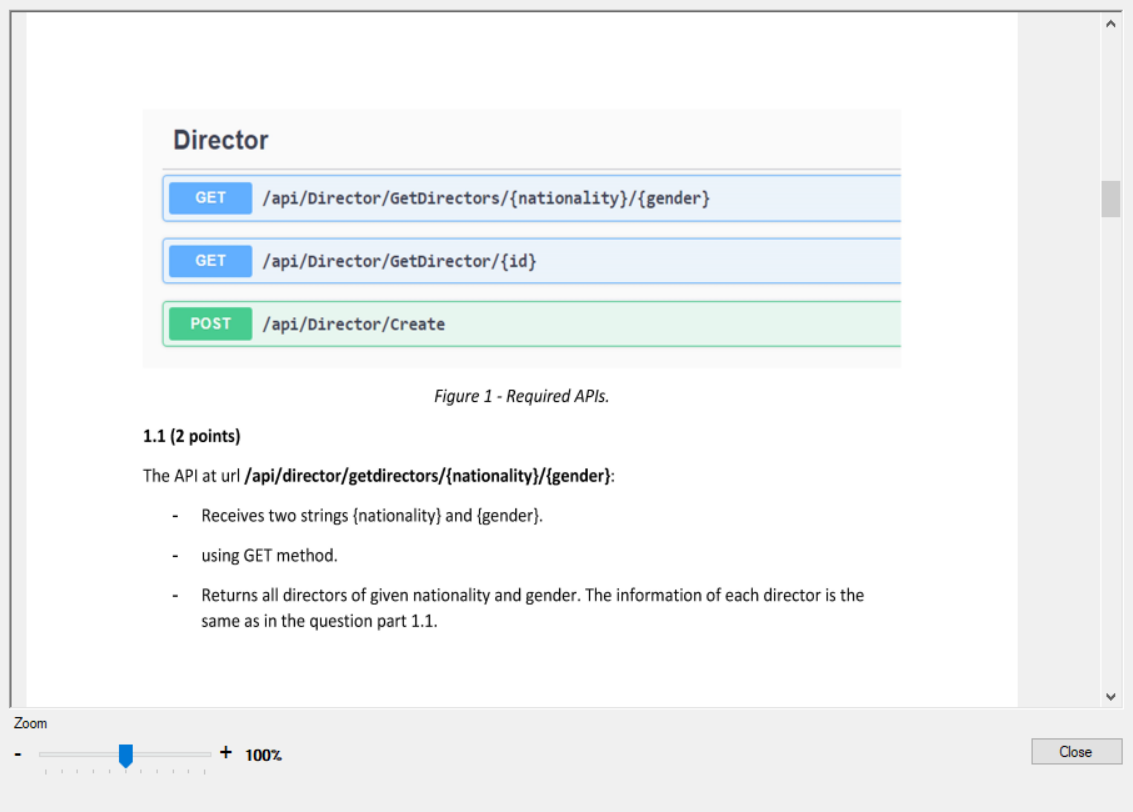 Director
GET /api/Director/GetDirectors/{nationality}/{gender}
GET /api/Director/GetDirector/{id}
POST /api/Director/Create
Figure 1 - Required APIs.
1.1 (2 points)
The API at url /api/director/getdirectors/{nationality}/{gender}:
- Receives two strings {nationality} and {gender}.
- using GET method.
- Returns all directors of given nationality and gender. The information of each director is the
same as in the question part 1.1.
Zoom
- + 100%
Close